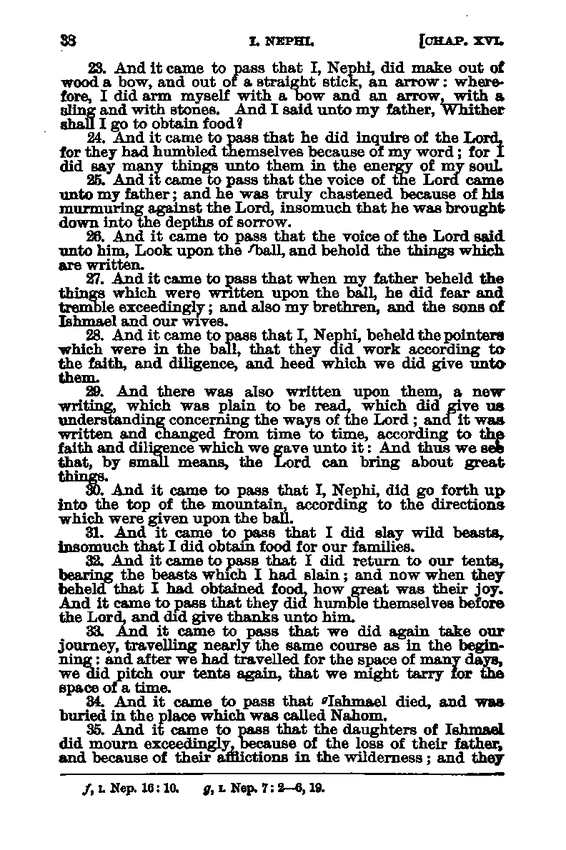 38 I. NEPHI. [CHAP. XVI.
23. And it came to pass that I, Nephi, did make out of
wood a bow, and out of a straight stick, an arrow: where-
fore, I did arm myself with a bow and an arrow, with a
sling and with stones. And I said unto my father, Whither
shall I go to obtain food?
24. And it came to pass that he did inquire of the Lord,
for they had humbled themselves because of my word; for I
did say many things unto them in the energy of my soul.
25. And it came to pass that the voice of the Lord came
unto my father; and he was truly chastened because of his
murmuring against the Lord, insomuch that he was brought
down into the depths of sorrow.
26. And it came to pass that the voice of the Lord said
unto him, Look upon the fball, and behold the things which
are written.
27. And it came to pass that when my father beheld the
things which were written upon the ball, he did fear and
tremble exceedingly; and also my brethren, and the sons of
Ishmael and our wives.
28. And it came to pass that I, Nephi, beheld the pointers
which were in the ball, that they did work according to
the faith, and diligence, and heed which we did give unto
them.
29. And there was also written upon them, a new
writing, which was plain to be read, which did give us
understanding concerning the ways of the Lord; and it was
written and changed from time to time, according to the
faith and diligence which we gave unto it: And thus we see
that, by small means, the Lord can bring about great
things.
30. And it came to pass that I, Nephi, did go forth up
into the top of the mountain, according to the directions
which were given upon the ball.
31. And it came to pass that I did slay wild beasts,
insomuch that I did obtain food for our families.
32. And it came to pass that I did return to our tents,
bearing the beasts which I had slain; and now when they
beheld that I had obtained food, how great was their joy.
And it came to pass that they did humble themselves before
the Lord, and did give thanks unto him.
33. And it came to pass that we did again take our
journey, travelling nearly the same course as in the begin-
ning; and after we had travelled for the space of many days,
we did pitch our tents again, that we might tarry for the
space of a time.
34. And it came to pass that gIshmael died, and was
buried in the place which was called Nahom.
35. And it came to pass that the daughters of Ishmael
did mourn exceedingly, because of the loss of their father,
and because of their afflictions in the wilderness; and they
f, I. Nep. 16:10. g, I. Nep. 7:2—6, 19.